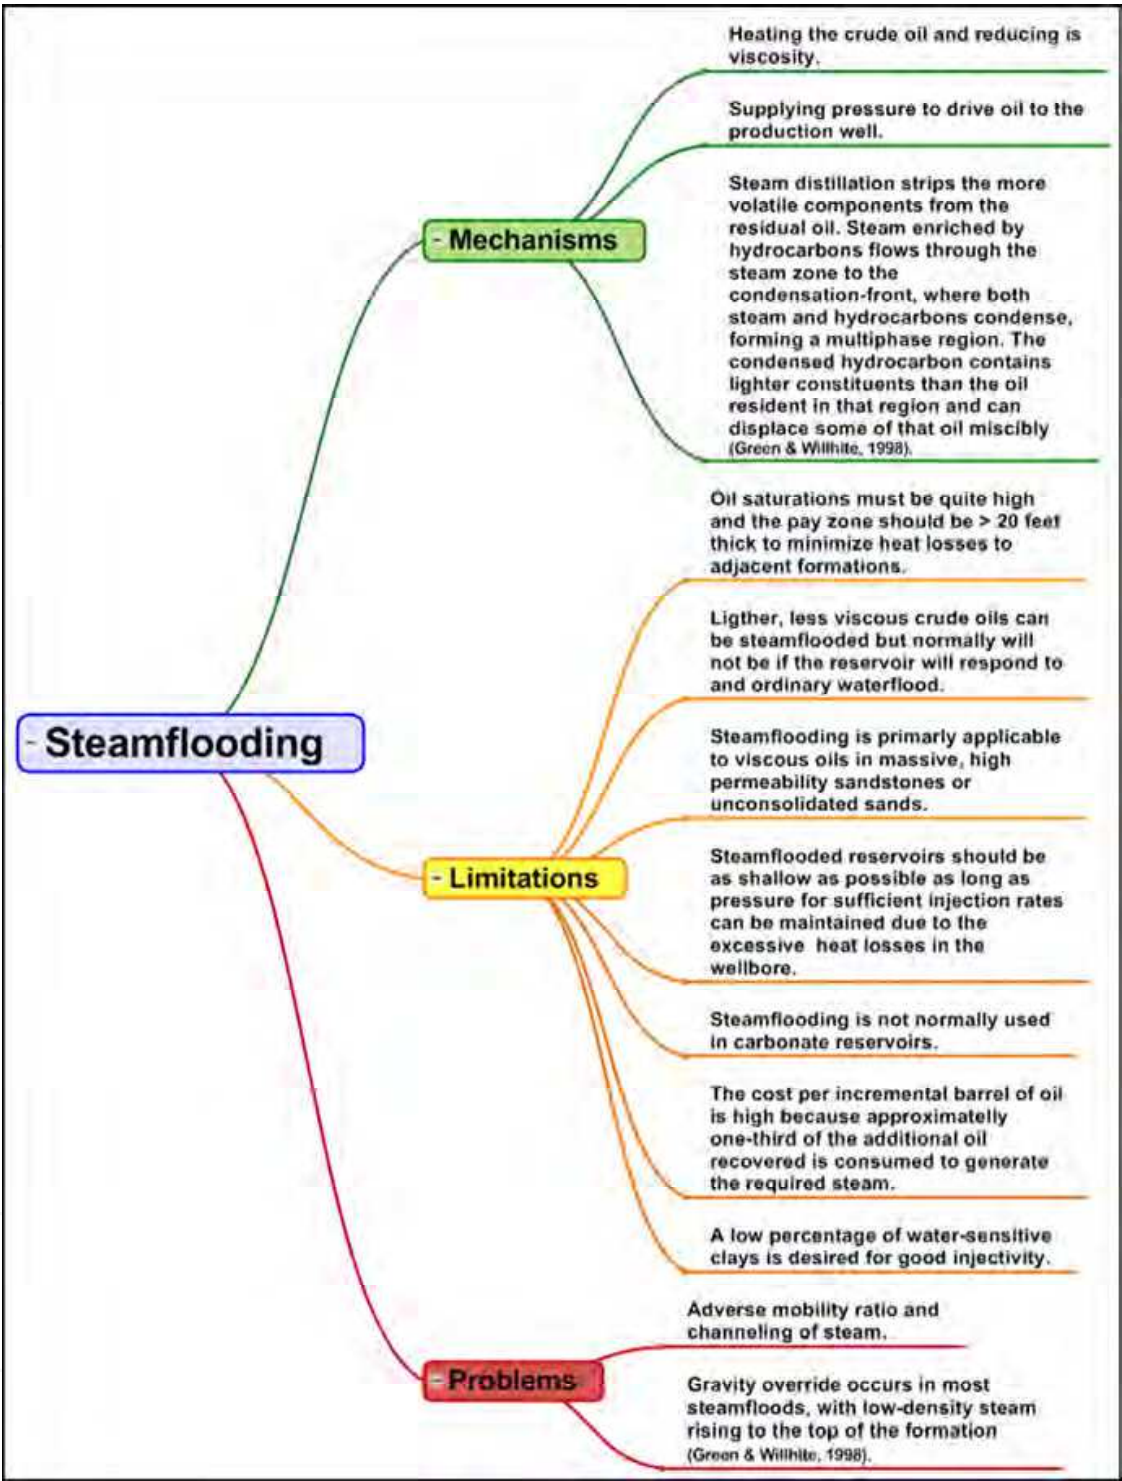 Heating the crude oil and reducing is
viscosity.
Supplying pressure to drive oil to the
production well.
Steam distillation strips the more
volatile components from the
residual oil. Steam enriched by
hydrocarbons flows through the
steam zone to the
condensation-front, where both
steam and hydrocarbons condense,
forming a multiphase region. The
condensed hydrocarbon contains
lighter constituents than the oil
resident in that region and can
displace some of that oil miscibly
(Green & Willhite, 1998).
- Mechanisms
Oil saturations must be quite high
and the pay zone should be > 20 feet
thick to minimize heat losses to
adjacent formations.
Ligther, less viscous crude oils can
be steamflooded but normally will
not be if the reservoir will respond to
and ordinary waterflood.
- Steamflooding
Steamflooding is primarly applicable
to viscous oils in massive, high
permeability sandstones or
unconsolidated sands.
- Limitations
Steamflooded reservoirs should be
as shallow as possible as long as
pressure for sufficient injection rates
can be maintained due to the
excessive heat losses in the
wellbore.
Steamflooding is not normally used
in carbonate reservoirs.
The cost per incremental barrel of oil
is high because approximatelly
one-third of the additional oil
recovered is consumed to generate
the required steam.
A low percentage of water-sensitive
clays is desired for good injectivity.
Adverse mobility ratio and
channeling of steam.
- Problems
Gravity override occurs in most
steamfloods, with low-density steam
rising to the top of the formation
(Green & Willhite, 1998).